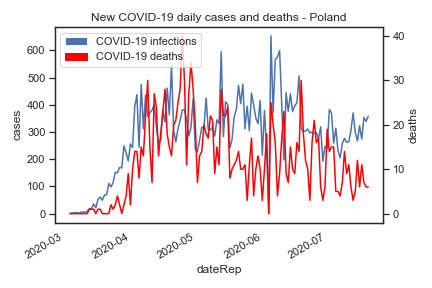 New COVID-19 daily cases and deaths - Poland
COVID-19 infections
COVID-19 deaths
600
500
400
300
200
100
0
cases
40
30
20
10
0
deaths
2020-03
2020-04
2020-05
2020-06
2020-07
dateRep